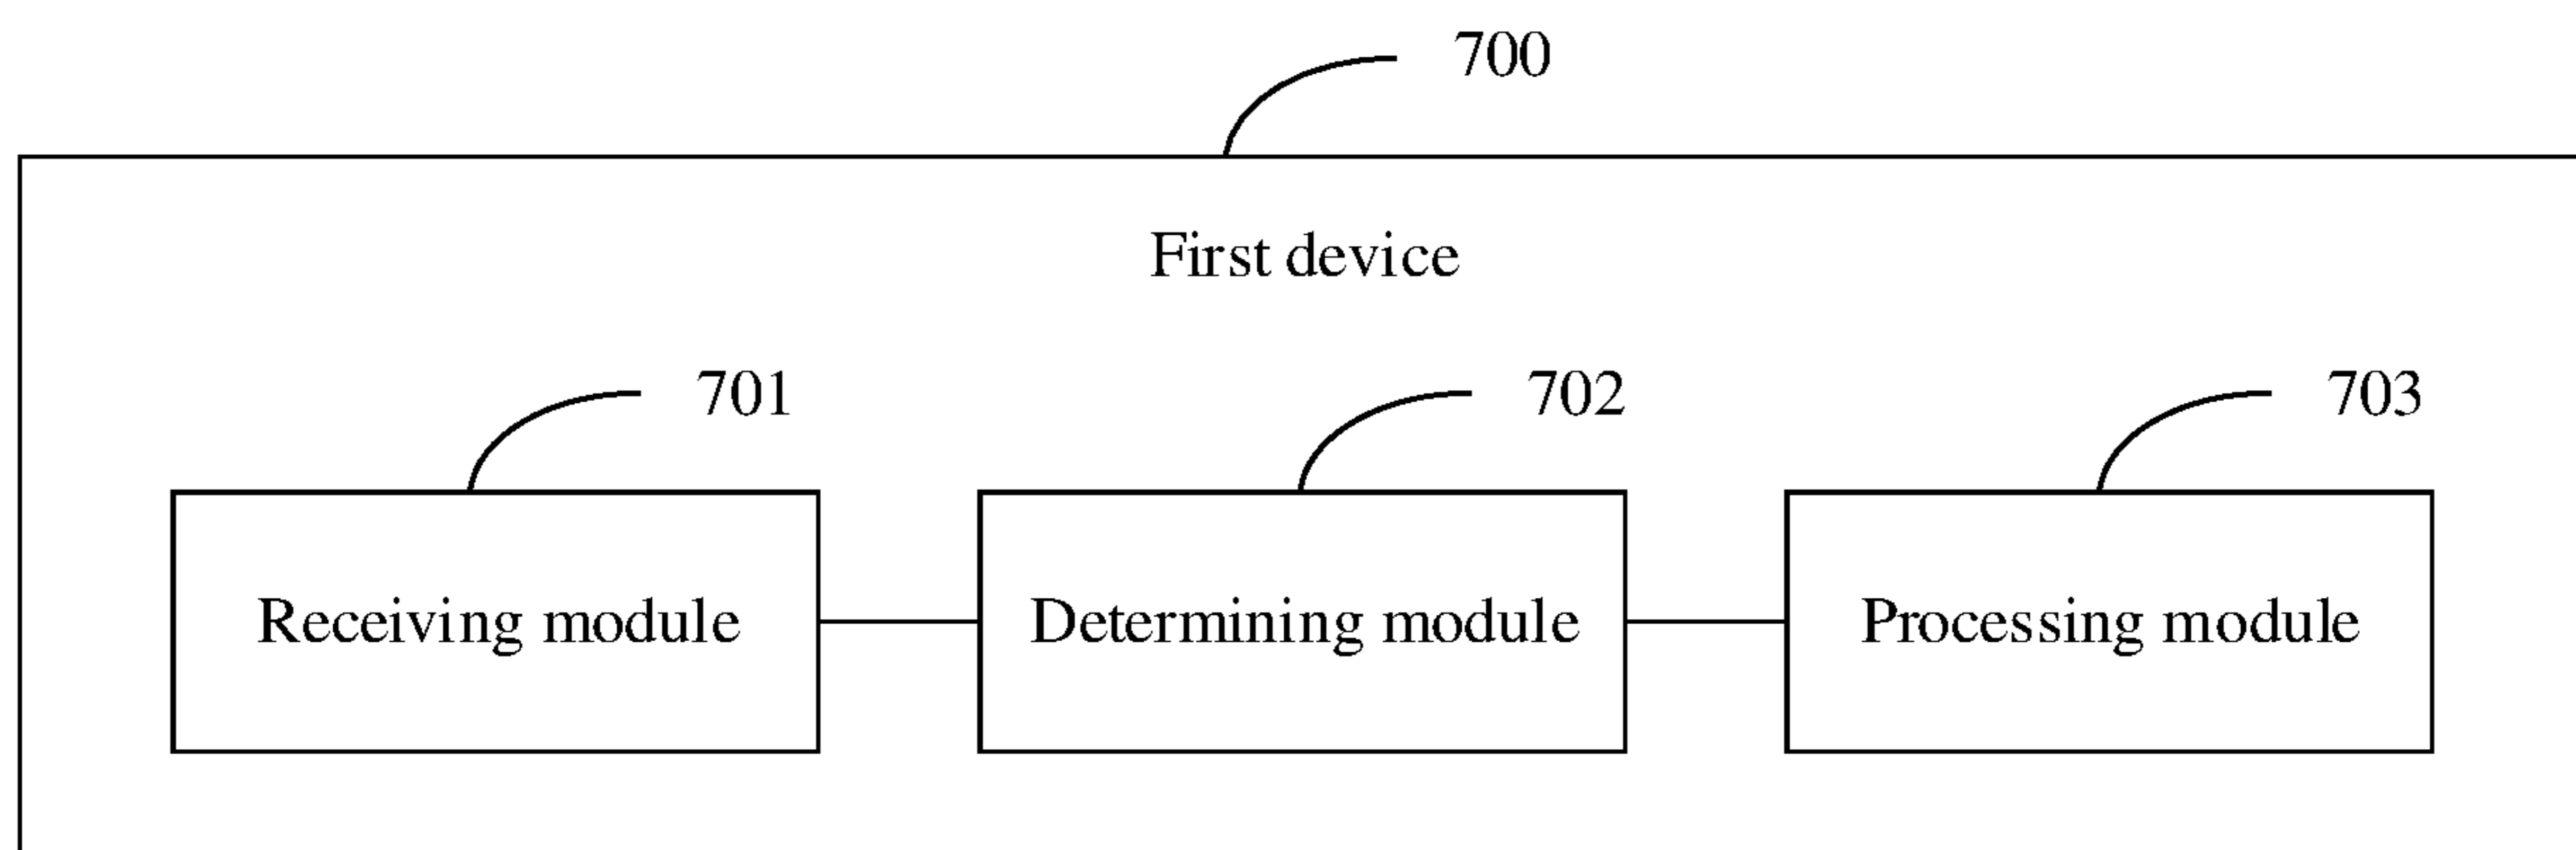 700
First device
701
702
703
Receiving module
Determining module
Processing module